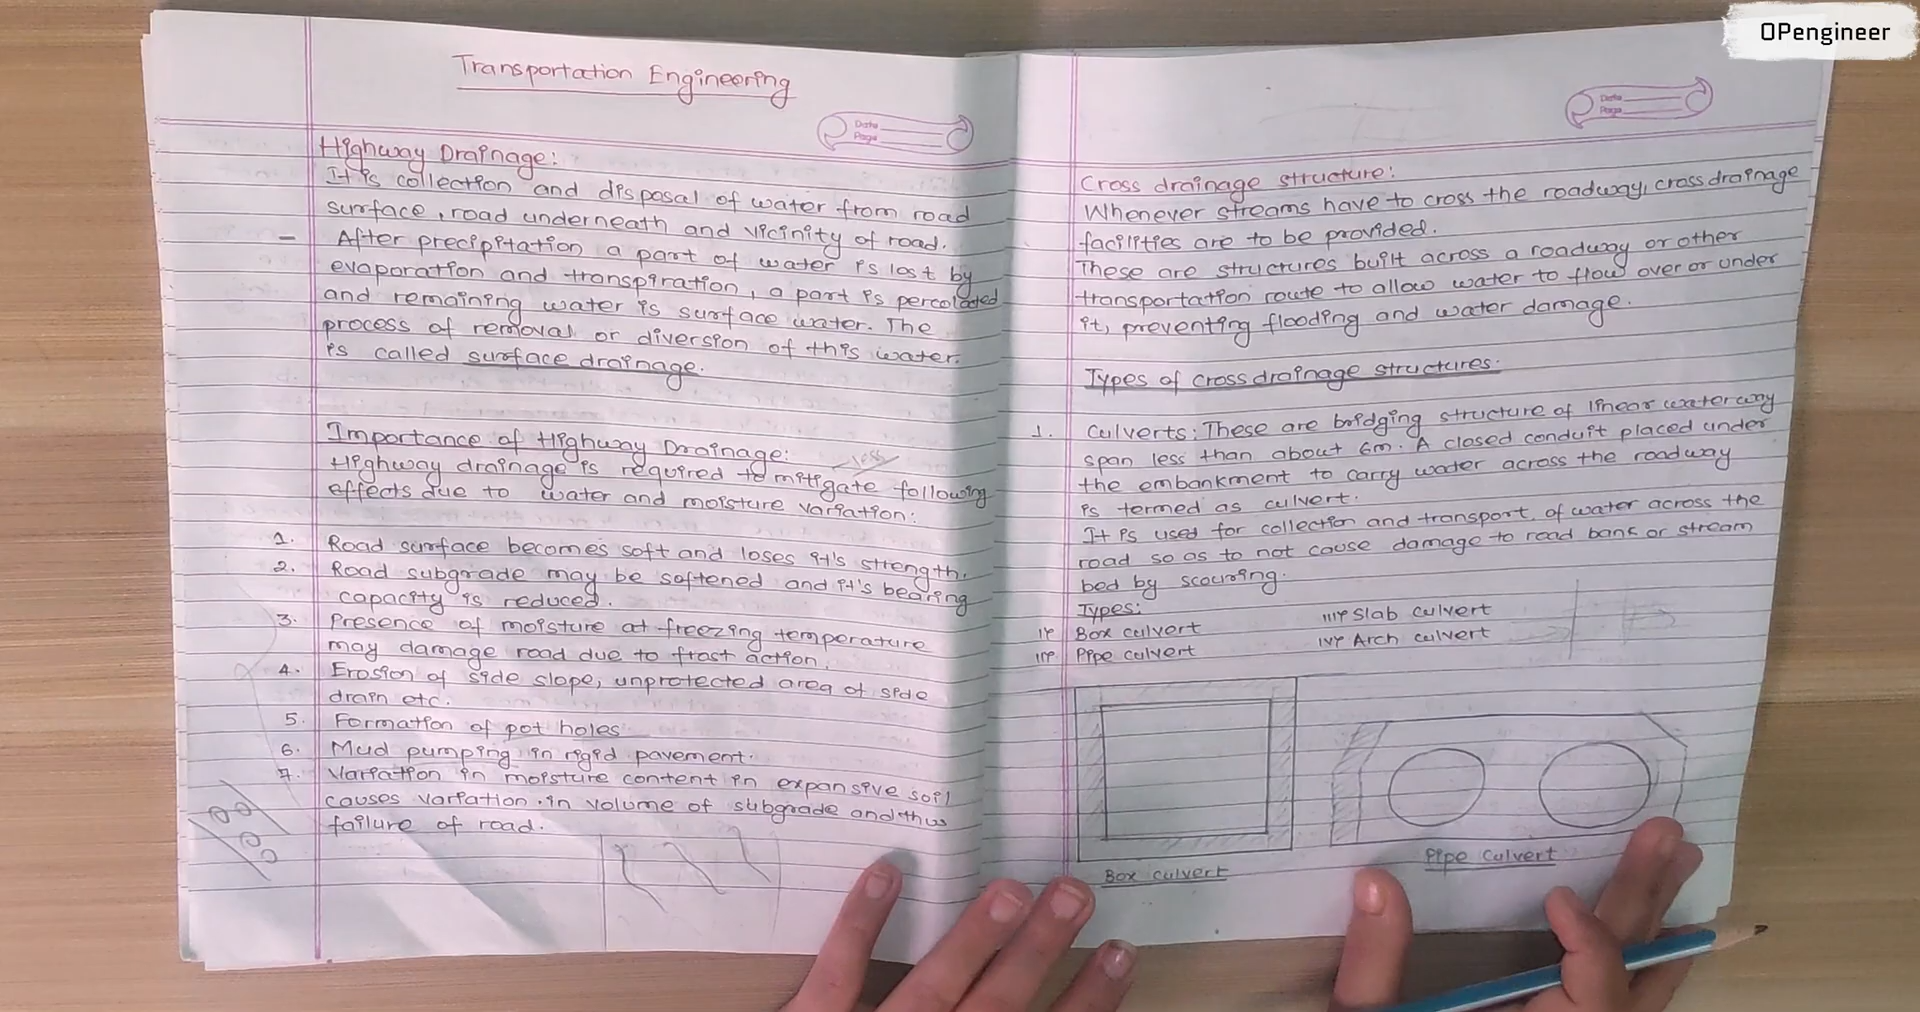 OPengineer
Transportation Engineering
Date
Page
Highway Drainage:
It is collection and disposal of water from road
surface, road underneath and vicinity of road.
- After precipitation a part of water is lost by
evaporation and transpiration, a part is percolated
and remaining water is surface water. The
process of removal or diversion of this water.
is called surface drainage.
Importance of Highway Drainage:
Highway drainage is required to mitigate following
effects due to water and moisture variation:
1. Road surface becomes soft and loses it's strength.
2. Road subgrade may be softened and it's bearing
capacity is reduced.
3. Presence of moisture at freezing temperature
may damage road due to frost action.
4. Erosion of side slope, unprotected area of side
drain etc.
5. Formation of pot holes
6. Mud pumping in rigid pavement.
7. Variation in moisture content in expansive soil
causes variation in volume of subgrade and thus
failure of road.
Date
Page
Cross drainage structure:
Whenever streams have to cross the roadway, cross drainage
facilities are to be provided.
These are structures built across a roadway or other
transportation route to allow water to flow over or under
it, preventing flooding and water damage.
Types of cross drainage structures:
1. Culverts: These are bridging structure of linear waterway
span less than about 6m. A closed conduit placed under
the embankment to carry water across the roadway
is termed as culvert.
It is used for collection and transport of water across the
road so as to not cause damage to road bank or stream
bed by scouring.
Types:
i) Box culvert
ii) Pipe culvert
iii) Slab culvert
iv) Arch culvert
Box culvert
Pipe culvert